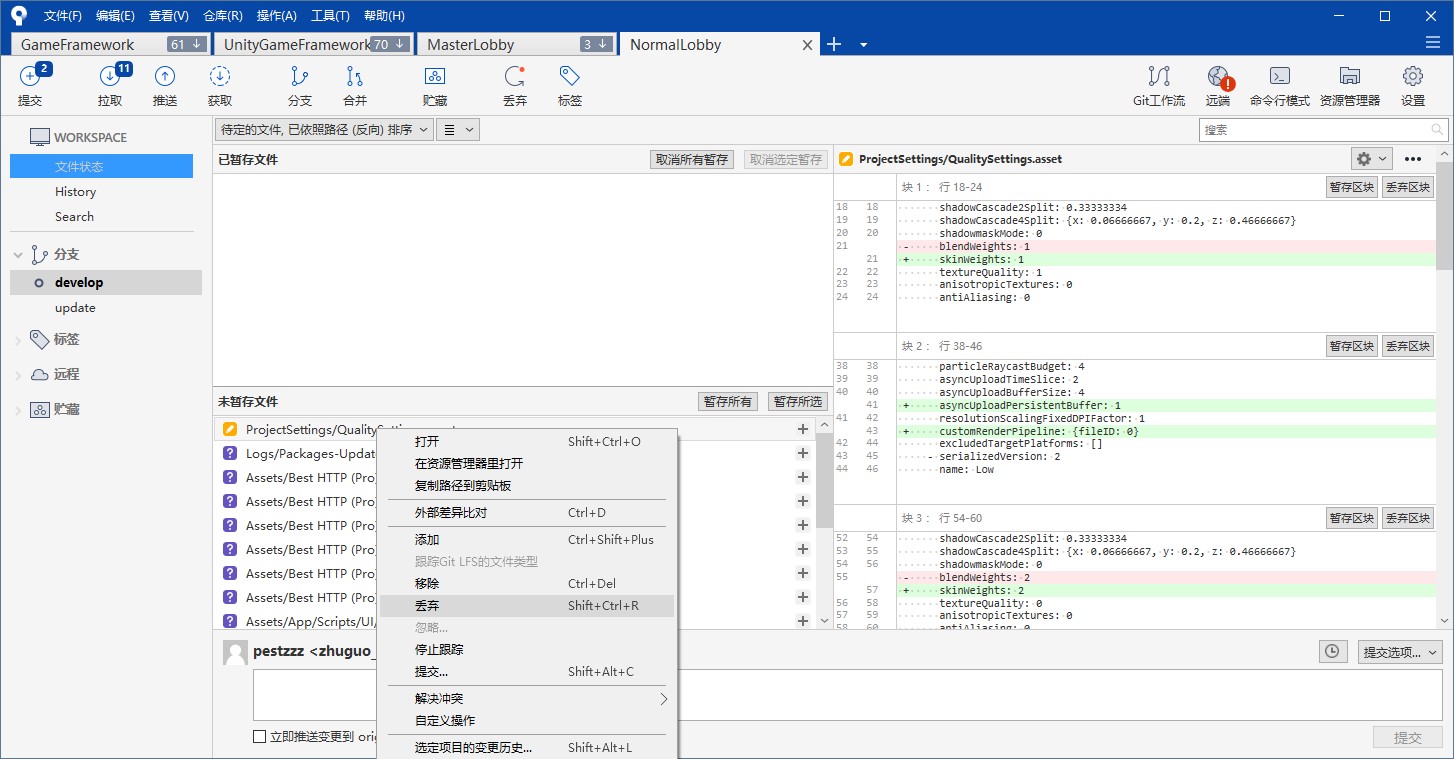 文件(F) 编辑(E) 查看(V) 仓库(R) 操作(A) 工具(T) 帮助(H)
GameFramework 61 ↓ UnityGameFramework 70 ↓ MasterLobby 3 ↓ NormalLobby
2 11
提交 拉取 推送 获取 分支 合并 贮藏 丢弃 标签 Git工作流 远端 命令行模式 资源管理器 设置
WORKSPACE
文件状态
History
Search
分支
develop
update
标签
远程
贮藏
待定的文件, 已依照路径 (反向) 排序
搜索
已暂存文件 取消所有暂存 取消选定暂存
未暂存文件 暂存所有 暂存所选
ProjectSettings/Quality
Logs/Packages-Updat
Assets/Best HTTP (Pro)
Assets/Best HTTP (Pro)
Assets/Best HTTP (Pro)
Assets/Best HTTP (Pro)
Assets/Best HTTP (Pro)
Assets/Best HTTP (Pro)
Assets/App/Scripts/UI/
打开 Shift+Ctrl+O
在资源管理器里打开
复制路径到剪贴板
外部差异比对 Ctrl+D
添加 Ctrl+Shift+Plus
跟踪Git LFS的文件类型
移除 Ctrl+Del
丢弃 Shift+Ctrl+R
忽略...
停止跟踪
提交... Shift+Alt+C
解决冲突
自定义操作
选定项目的变更历史... Shift+Alt+L
ProjectSettings/QualitySettings.asset
块 1： 行 18-24 暂存区块 丢弃区块
18 18 shadowCascade2Split: 0.33333334
19 19 shadowCascade4Split: {x: 0.06666667, y: 0.2, z: 0.46666667}
20 20 shadowmaskMode: 0
21 - blendWeights: 1
21 + skinWeights: 1
22 22 textureQuality: 1
23 23 anisotropicTextures: 0
24 24 antiAliasing: 0
块 2： 行 38-46 暂存区块 丢弃区块
38 38 particleRaycastBudget: 4
39 39 asyncUploadTimeSlice: 2
40 40 asyncUploadBufferSize: 4
41 + asyncUploadPersistentBuffer: 1
41 42 resolutionScalingFixedDPIFactor: 1
43 + customRenderPipeline: {fileID: 0}
42 44 excludedTargetPlatforms: []
43 45 - serializedVersion: 2
44 46 name: Low
块 3： 行 54-60 暂存区块 丢弃区块
52 54 shadowCascade2Split: 0.33333334
53 55 shadowCascade4Split: {x: 0.06666667, y: 0.2, z: 0.46666667}
54 56 shadowmaskMode: 0
55 - blendWeights: 2
57 + skinWeights: 2
56 58 textureQuality: 0
57 59 anisotropicTextures: 0
58 60 antiAliasing: 0
pestzzz <zhuguo_
提交选项...
立即推送变更到 orig
提交